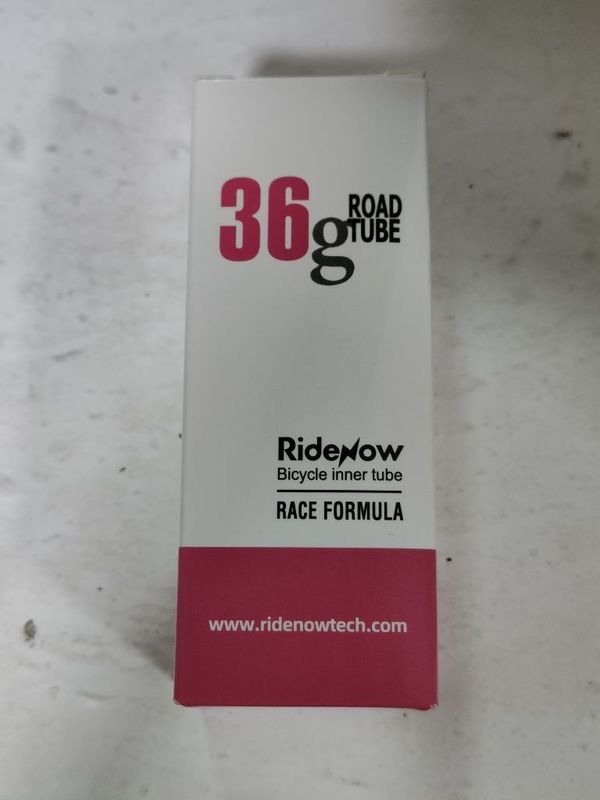 36g ROAD
TUBE
RideNow
Bicycle inner tube
RACE FORMULA
www.ridenowtech.com